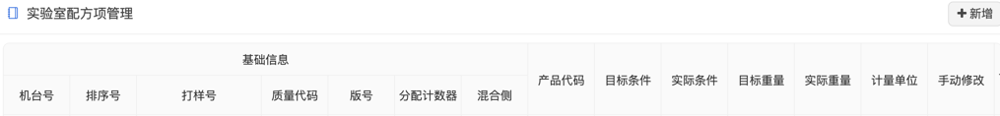 实验室配方项管理
新增
基础信息
产品代码 目标条件 实际条件 目标重量 实际重量 计量单位 手动修改
机台号 排序号 打样号 质量代码 版号 分配计数器 混合侧